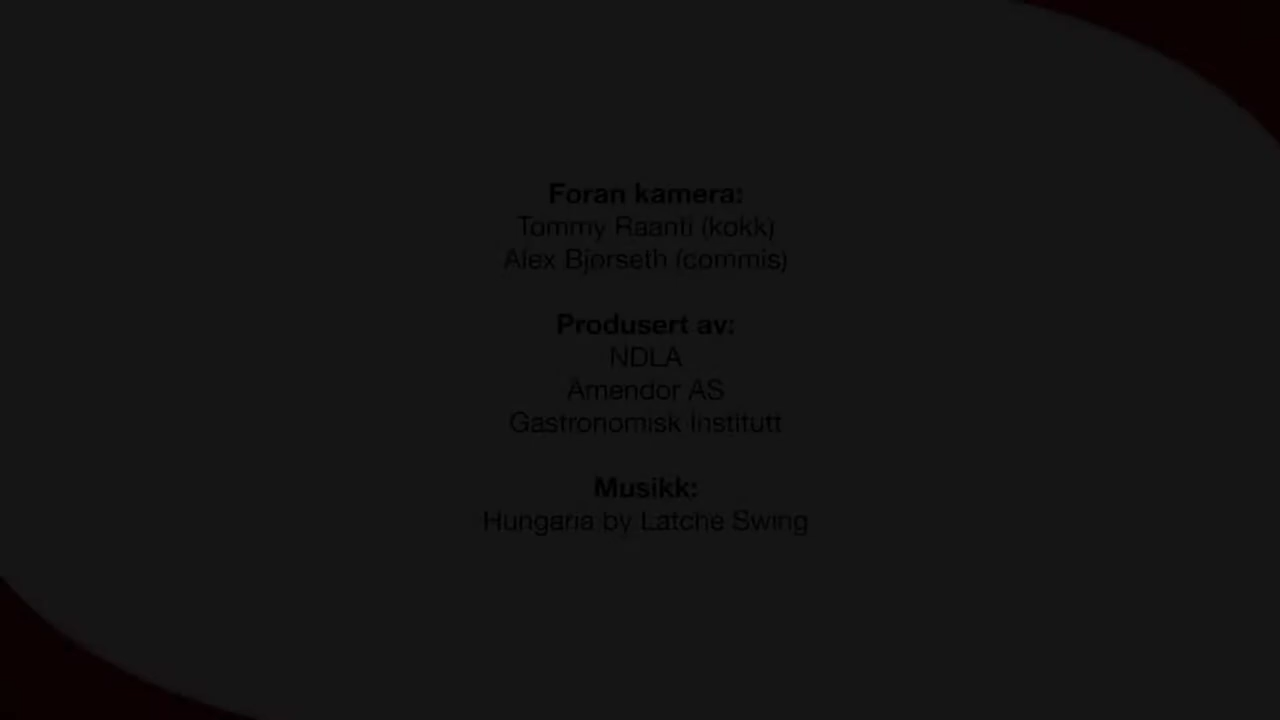 Foran kamera:
Tommy Raanti (kokk)
Alex Bjørseth (commis)
Produsert av:
NDLA
Amendor AS
Gastronomisk Institutt
Musikk:
Hungaria by Latché Swing